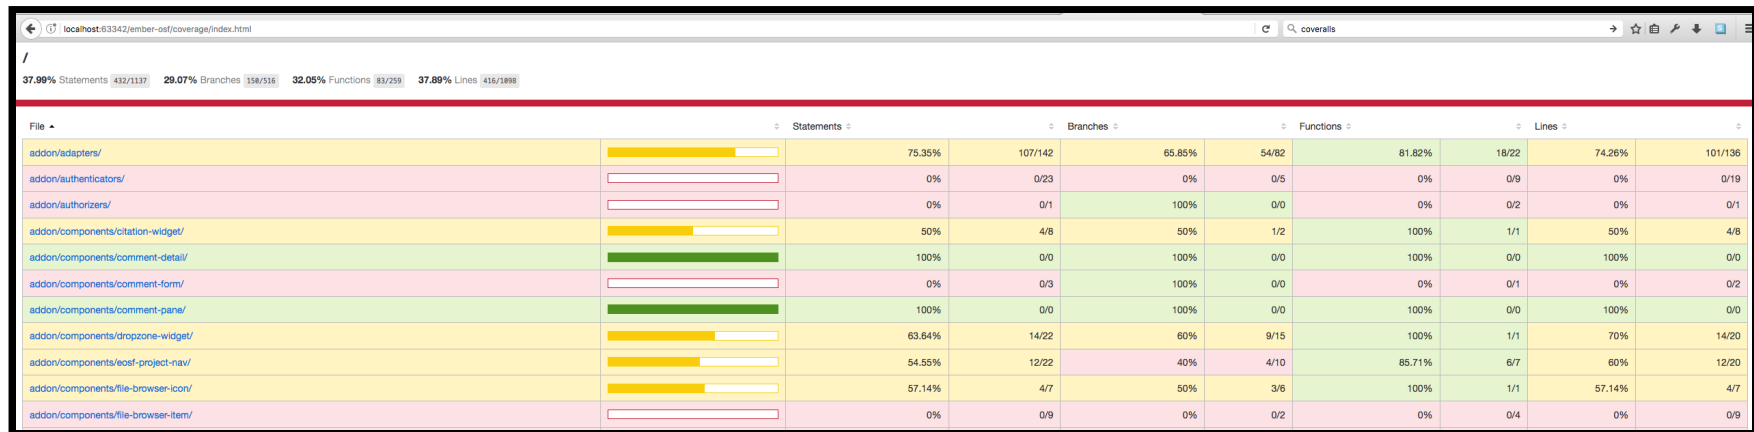 localhost:63342/ember-osf/coverage/index.html coveralls
/
37.99% Statements 432/1137 29.07% Branches 150/516 32.05% Functions 83/259 37.89% Lines 416/1098
File Statements Branches Functions Lines
addon/adapters/ 75.35% 107/142 65.85% 54/82 81.82% 18/22 74.26% 101/136
addon/authenticators/ 0% 0/23 0% 0/5 0% 0/9 0% 0/19
addon/authorizers/ 0% 0/1 100% 0/0 0% 0/2 0% 0/1
addon/components/citation-widget/ 50% 4/8 50% 1/2 100% 1/1 50% 4/8
addon/components/comment-detail/ 100% 0/0 100% 0/0 100% 0/0 100% 0/0
addon/components/comment-form/ 0% 0/3 100% 0/0 0% 0/1 0% 0/2
addon/components/comment-pane/ 100% 0/0 100% 0/0 100% 0/0 100% 0/0
addon/components/dropzone-widget/ 63.64% 14/22 60% 9/15 100% 1/1 70% 14/20
addon/components/eosf-project-nav/ 54.55% 12/22 40% 4/10 85.71% 6/7 60% 12/20
addon/components/file-browser-icon/ 57.14% 4/7 50% 3/6 100% 1/1 57.14% 4/7
addon/components/file-browser-item/ 0% 0/9 0% 0/2 0% 0/4 0% 0/9